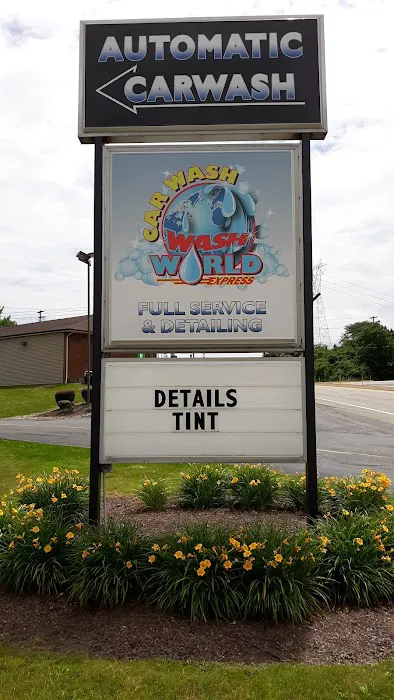 AUTOMATIC
CARWASH
CAR WASH
WASH
WORLD
EXPRESS
FULL SERVICE
& DETAILING
DETAILS
TINT